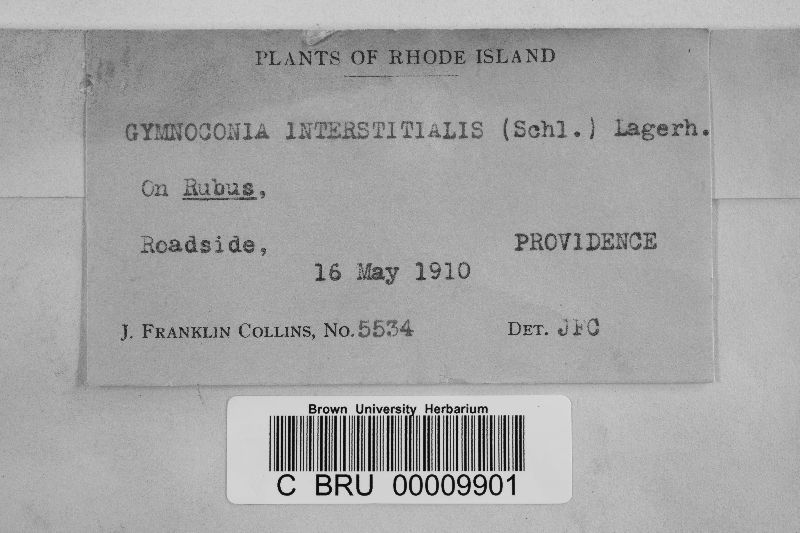 PLANTS OF RHODE ISLAND
GYMNOCONIA INTERSTITIALIS (Schl.) Lagerh.
On Rubus,
Roadside, PROVIDENCE
16 May 1910
J. FRANKLIN COLLINS, No. 5534 DET. JFC
Brown University Herbarium
C BRU 00009901